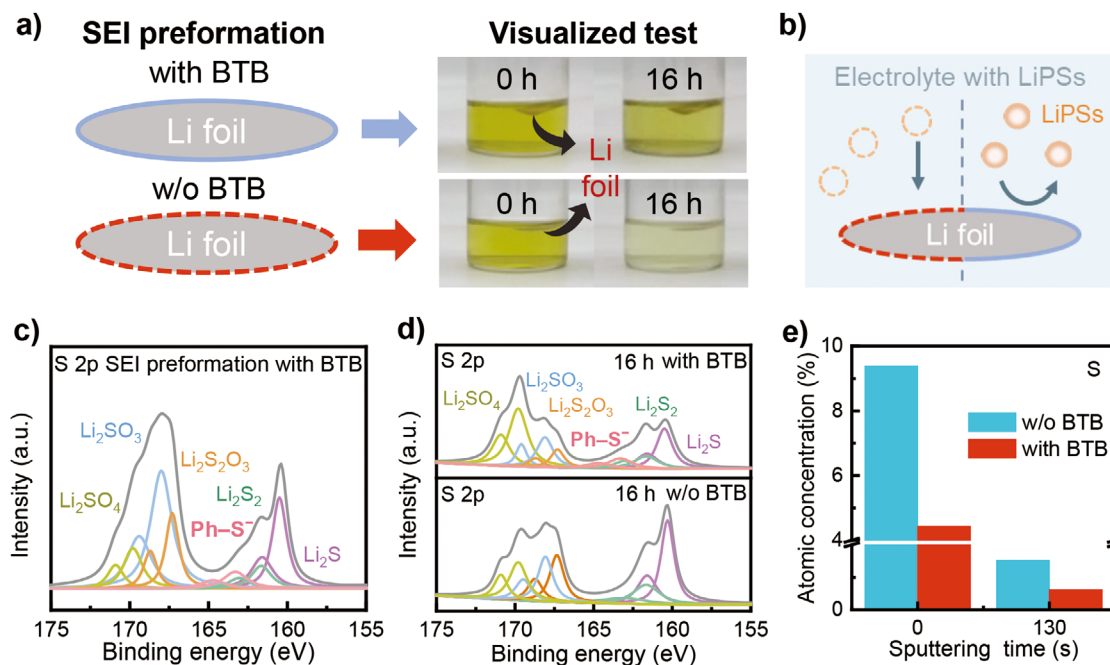 a)
SEI preformation
with BTB
Li foil
w/o BTB
Li foil
Visualized test
0 h
16 h
Li
foil
0 h
16 h
b)
Electrolyte with LiPSs
LiPSs
Li foil
c)
S 2p SEI preformation with BTB
Li₂SO₃
Li₂S₂O₃
Li₂SO₄
Li₂S₂
Ph–S⁻
Li₂S
Intensity (a.u.)
175
170
165
160
155
Binding energy (eV)
d)
S 2p
16 h with BTB
Li₂SO₄
Li₂SO₃
Li₂S₂O₃
Li₂S₂
Ph–S⁻
Li₂S
S 2p
16 h w/o BTB
Intensity (a.u.)
175
170
165
160
155
Binding energy (eV)
e)
10
8
6
4
0
Atomic concentration (%)
S
w/o BTB
with BTB
0
130
Sputtering time (s)